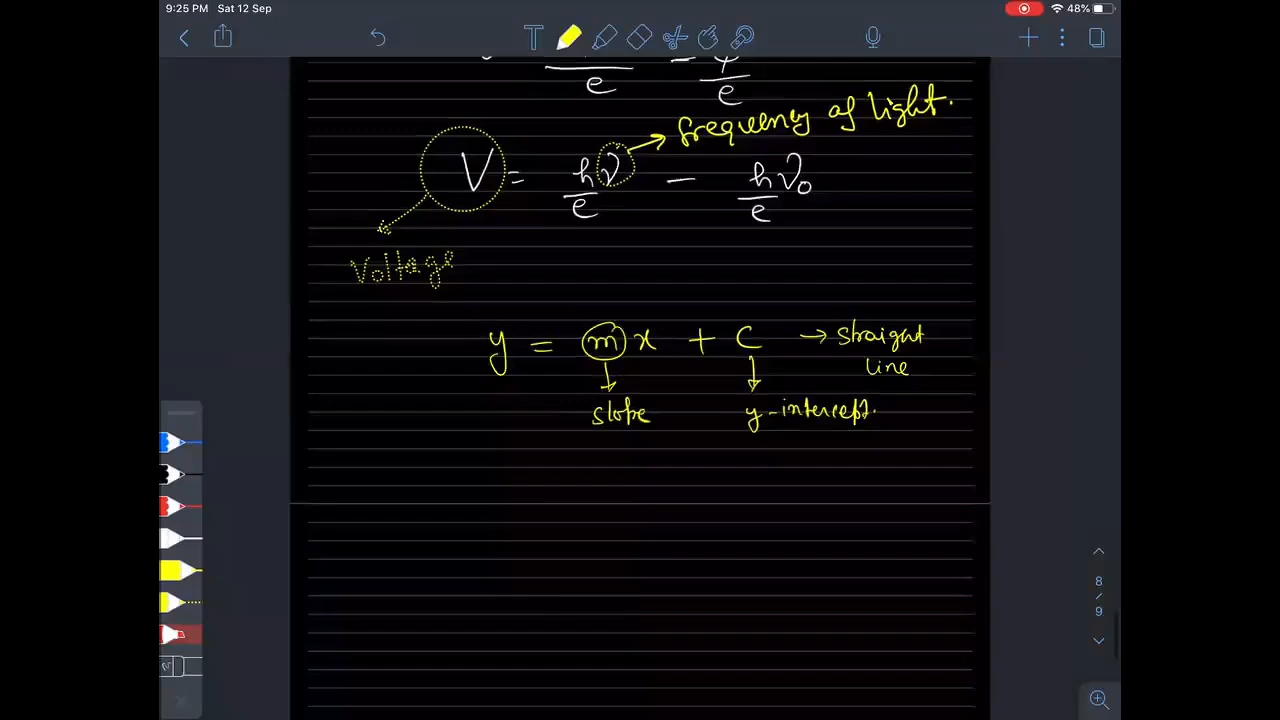 9:25 PM Sat 12 Sep
48%
e
e
frequency of light.
V = hν/e − hν₀/e
Voltage
y = mx + C → straight
line
slope
y-intercept.
8
/
9